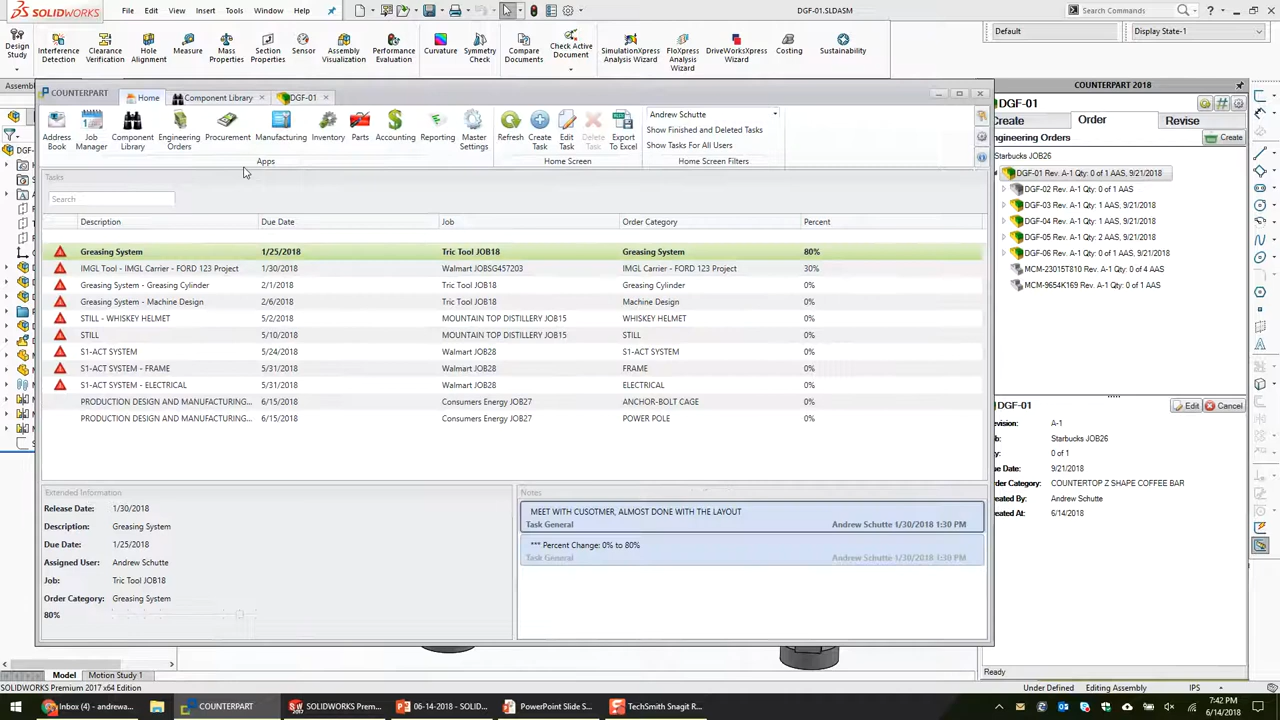 SOLIDWORKS File Edit View Insert Tools Window Help DGF-01.SLDASM Search Commands
Design Study
Interference Detection
Clearance Verification
Hole Alignment
Measure
Mass Properties
Section Properties
Sensor
Assembly Visualization
Performance Evaluation
Curvature
Symmetry Check
Compare Documents
Check Active Document
SimulationXpress Analysis Wizard
FloXpress Analysis Wizard
DriveWorksXpress Wizard
Costing
Sustainability
Default
Display State-1
Assem
COUNTERPART Home Component Library DGF-01
Address Book
Job Manager
Component Library
Engineering Orders
Procurement
Manufacturing
Inventory
Parts
Accounting
Reporting
Master Settings
Apps
Refresh
Create Task
Edit Task
Delete Task
Export To Excel
Home Screen
Andrew Schutte
Show Finished and Deleted Tasks
Show Tasks For All Users
Home Screen Filters
Tasks
Search
Description Due Date Job Order Category Percent
Greasing System 1/25/2018 Tric Tool JOB18 Greasing System 80%
IMGL Tool - IMGL Carrier - FORD 123 Project 1/30/2018 Walmart JOBSG457203 IMGL Carrier - FORD 123 Project 30%
Greasing System - Greasing Cylinder 2/1/2018 Tric Tool JOB18 Greasing Cylinder 0%
Greasing System - Machine Design 2/6/2018 Tric Tool JOB18 Machine Design 0%
STILL - WHISKEY HELMET 5/2/2018 MOUNTAIN TOP DISTILLERY JOB15 WHISKEY HELMET 0%
STILL 5/10/2018 MOUNTAIN TOP DISTILLERY JOB15 STILL 0%
S1-ACT SYSTEM 5/24/2018 Walmart JOB28 S1-ACT SYSTEM 0%
S1-ACT SYSTEM - FRAME 5/31/2018 Walmart JOB28 FRAME 0%
S1-ACT SYSTEM - ELECTRICAL 5/31/2018 Walmart JOB28 ELECTRICAL 0%
PRODUCTION DESIGN AND MANUFACTURING... 6/15/2018 Consumers Energy JOB27 ANCHOR-BOLT CAGE 0%
PRODUCTION DESIGN AND MANUFACTURING... 6/15/2018 Consumers Energy JOB27 POWER POLE 0%
Extended Information
Release Date: 1/30/2018
Description: Greasing System
Due Date: 1/25/2018
Assigned User: Andrew Schutte
Job: Tric Tool JOB18
Order Category: Greasing System
80%
Notes
MEET WITH CUSOTMER, ALMOST DONE WITH THE LAYOUT
Task General Andrew Schutte 1/30/2018 1:30 PM
*** Percent Change: 0% to 80%
Task General Andrew Schutte 1/30/2018 1:30 PM
COUNTERPART 2018
DGF-01
Create Order Revise
ngineering Orders Create
Starbucks JOB26
DGF-01 Rev. A-1 Qty: 0 of 1 AAS, 9/21/2018
DGF-02 Rev. A-1 Qty: 0 of 1 AAS
DGF-03 Rev. A-1 Qty: 0 of 1 AAS, 9/21/2018
DGF-04 Rev. A-1 Qty: 0 of 1 AAS, 9/21/2018
DGF-05 Rev. A-1 Qty: 2 AAS, 9/21/2018
DGF-06 Rev. A-1 Qty: 0 of 1 AAS, 9/21/2018
MCM-23015T810 Rev. A-1 Qty: 0 of 4 AAS
MCM-9654K169 Rev. A-1 Qty: 0 of 1 AAS
DGF-01 Edit Cancel
evision: A-1
b: Starbucks JOB26
ty: 0 of 1
ue Date: 9/21/2018
rder Category: COUNTERTOP Z SHAPE COFFEE BAR
reated By: Andrew Schutte
reated At: 6/14/2018
Ready
Model Motion Study 1
SOLIDWORKS Premium 2017 x64 Edition Under Defined Editing Assembly IPS
Inbox (4) - andrewa... COUNTERPART SOLIDWORKS Prem... 06-14-2018 - SOLID... PowerPoint Slide S... TechSmith Snagit R... 7:42 PM
6/14/2018